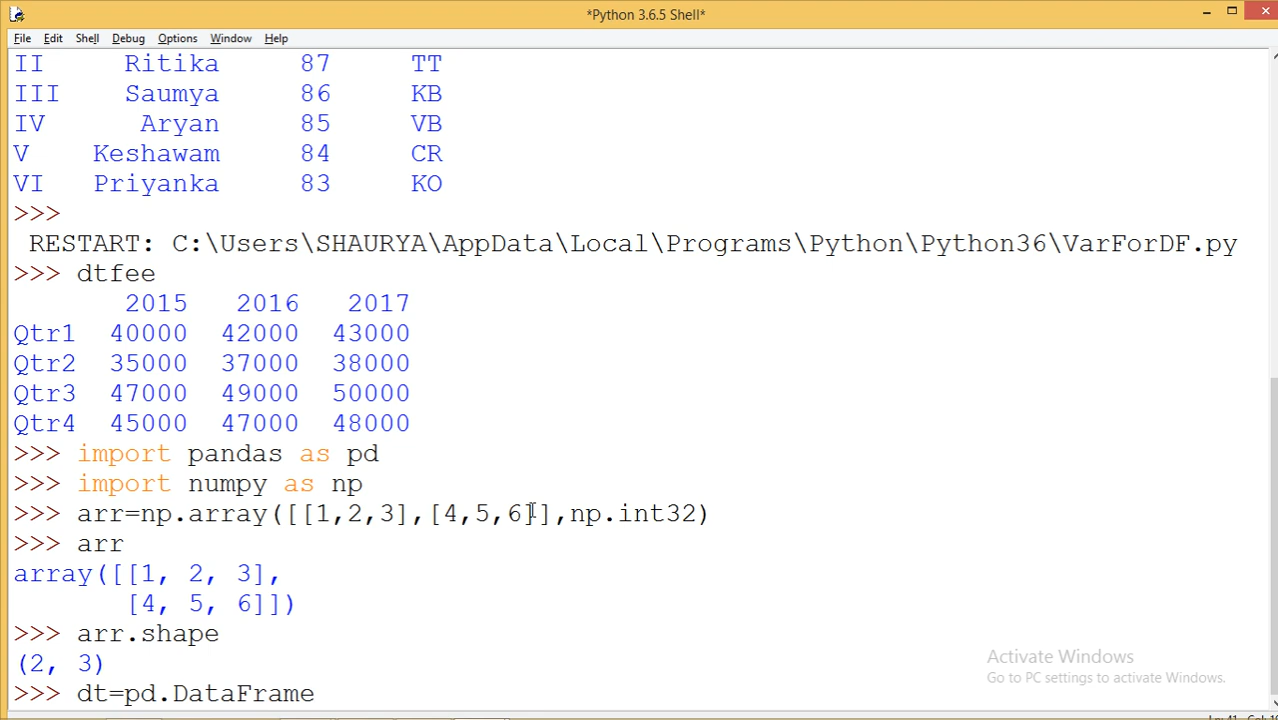 *Python 3.6.5 Shell*
File Edit Shell Debug Options Window Help
II Ritika 87 TT
III Saumya 86 KB
IV Aryan 85 VB
V Keshawam 84 CR
VI Priyanka 83 KO
>>>
RESTART: C:\Users\SHAURYA\AppData\Local\Programs\Python\Python36\VarForDF.py
>>> dtfee
2015 2016 2017
Qtr1 40000 42000 43000
Qtr2 35000 37000 38000
Qtr3 47000 49000 50000
Qtr4 45000 47000 48000
>>> import pandas as pd
>>> import numpy as np
>>> arr=np.array([[1,2,3],[4,5,6]],np.int32)
>>> arr
array([[1, 2, 3],
[4, 5, 6]])
>>> arr.shape
(2, 3)
>>> dt=pd.DataFrame
Activate Windows
Go to PC settings to activate Windows.